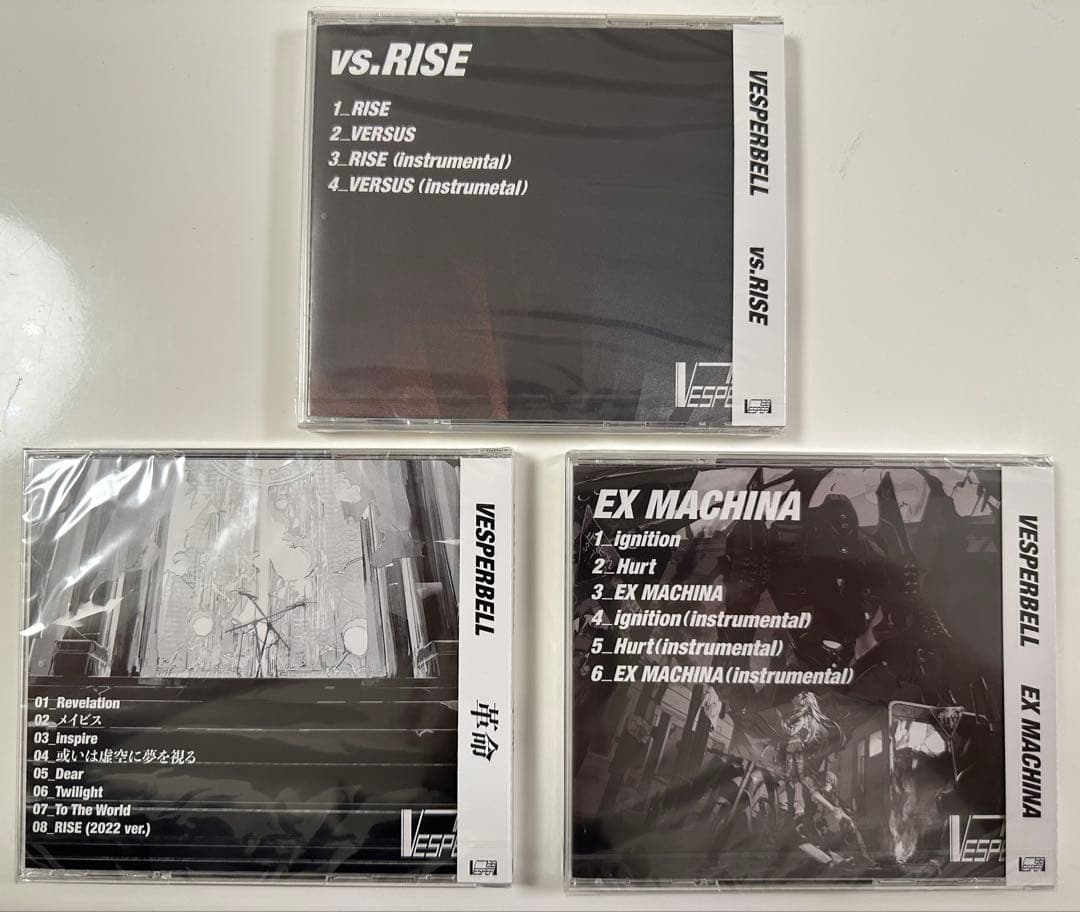 vs.RISE
1_RISE
2_VERSUS
3_RISE (instrumental)
4_VERSUS (instrumetal)
VESPERBELL vs.RISE
VESPE
01_Revelation
02_メイビス
03_inspire
04_或いは虚空に夢を視る
05_Dear
06_Twilight
07_To The World
08_RISE (2022 ver.)
VESPERBELL 革命
VESPE
EX MACHINA
1_ignition
2_Hurt
3_EX MACHINA
4_ignition (instrumental)
5_Hurt (instrumental)
6_EX MACHINA (instrumental)
VESPERBELL EX MACHINA
VESPE